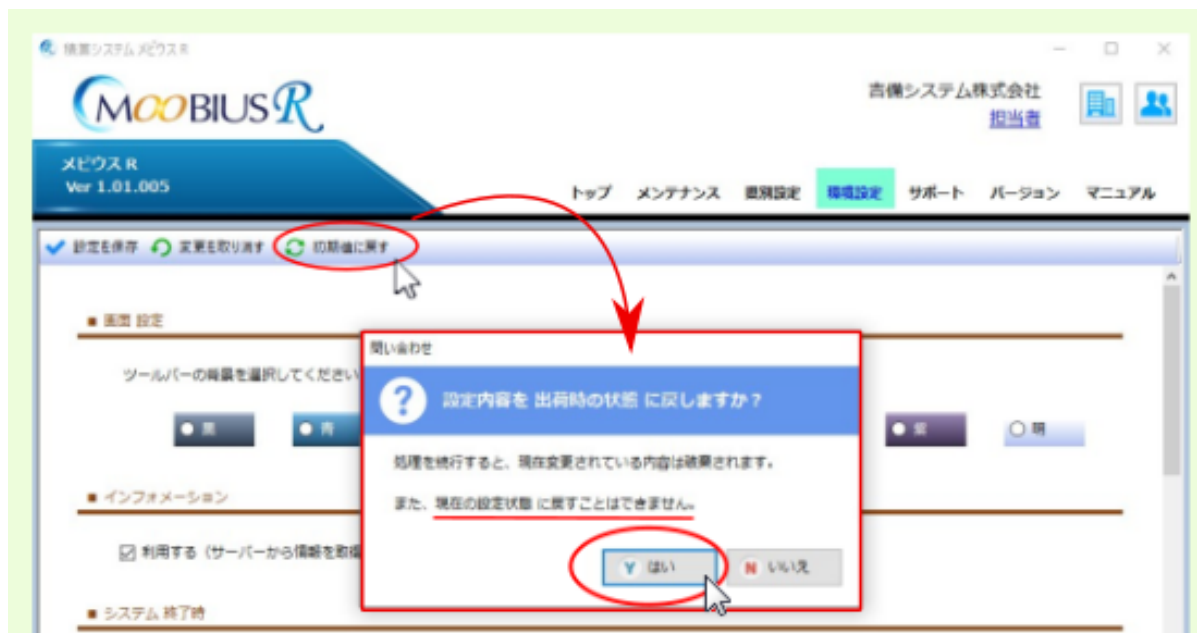 積算システム メビウス R
MOOBIUS R
吉備システム株式会社
担当者
メビウス R
Ver 1.01.005
トップ メンテナンス 県別設定 環境設定 サポート バージョン マニュアル
設定を保存 変更を取り消す 初期値に戻す
■ 画面 設定
ツールバーの背景を選択してください
黒 青 紫 明
問い合わせ
設定内容を 出荷時の状態 に戻しますか？
処理を続行すると、現在変更されている内容は破棄されます。
また、現在の設定状態 に戻すことはできません。
Y はい N いいえ
■ インフォメーション
利用する（サーバーから情報を取得
■ システム 終了時